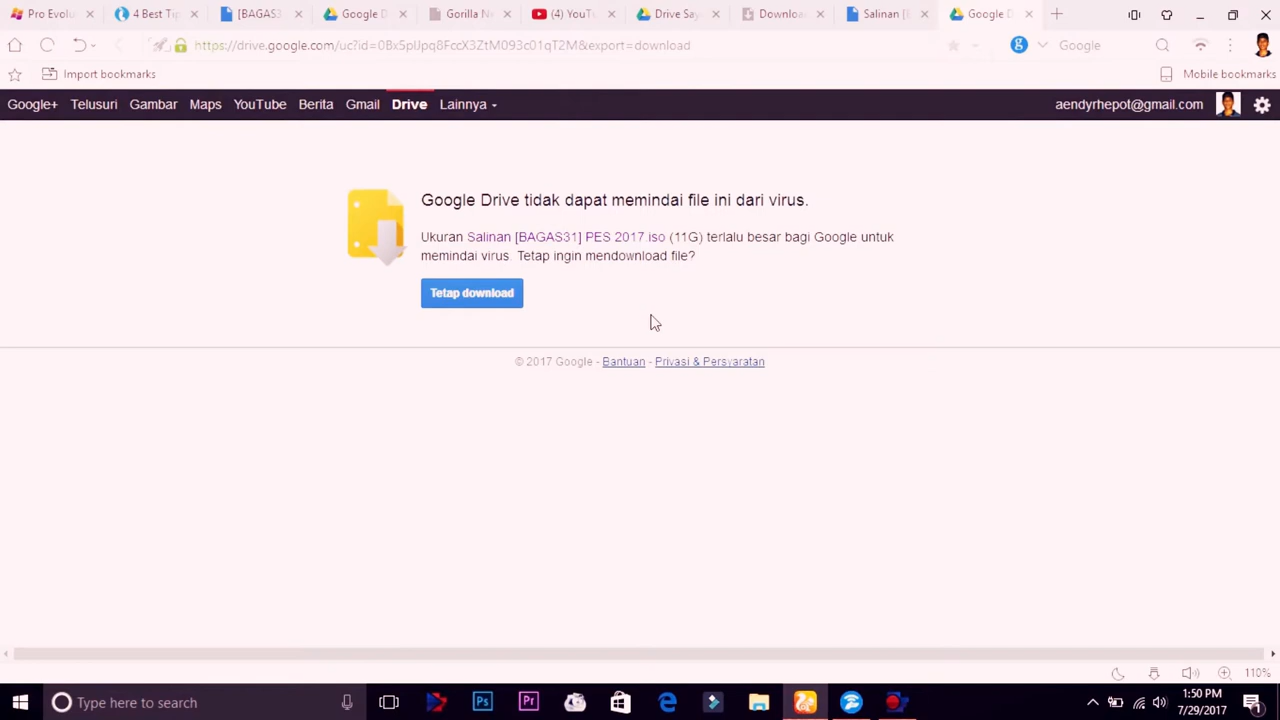 Pro Evolu
4 Best Tip
[BAGAS3
Google D
Gorilla N
(4) YouTu
Drive Say
Downloa
Salinan [
Google D
https://drive.google.com/uc?id=0Bx5pUpq8FccX3ZtM093c01qT2M&export=download
Google
Import bookmarks
Mobile bookmarks
Google+ Telusuri Gambar Maps YouTube Berita Gmail Drive Lainnya
aendyrhepot@gmail.com
Google Drive tidak dapat memindai file ini dari virus.
Ukuran Salinan [BAGAS31] PES 2017.iso (11G) terlalu besar bagi Google untuk
memindai virus. Tetap ingin mendownload file?
Tetap download
© 2017 Google - Bantuan - Privasi & Persyaratan
110%
Type here to search
1:50 PM
7/29/2017